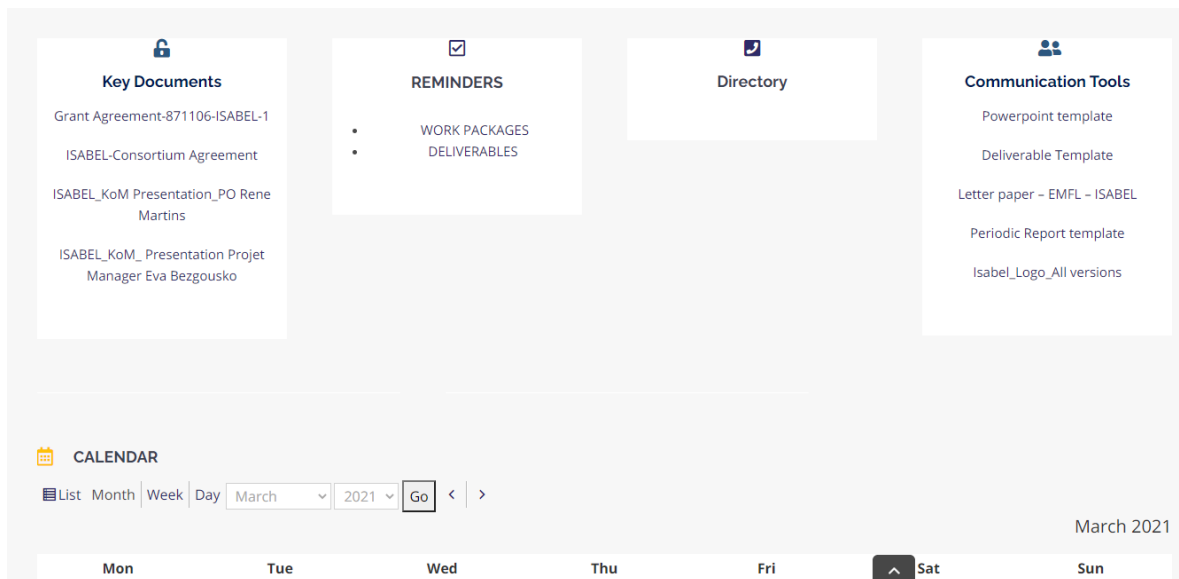 Key Documents
Grant Agreement-871106-ISABEL-1
ISABEL-Consortium Agreement
ISABEL_KoM Presentation_PO Rene
Martins
ISABEL_KoM_ Presentation Projet
Manager Eva Bezgousko
REMINDERS
WORK PACKAGES
DELIVERABLES
Directory
Communication Tools
Powerpoint template
Deliverable Template
Letter paper – EMFL – ISABEL
Periodic Report template
Isabel_Logo_All versions
CALENDAR
List Month Week Day March 2021 Go
March 2021
Mon Tue Wed Thu Fri Sat Sun